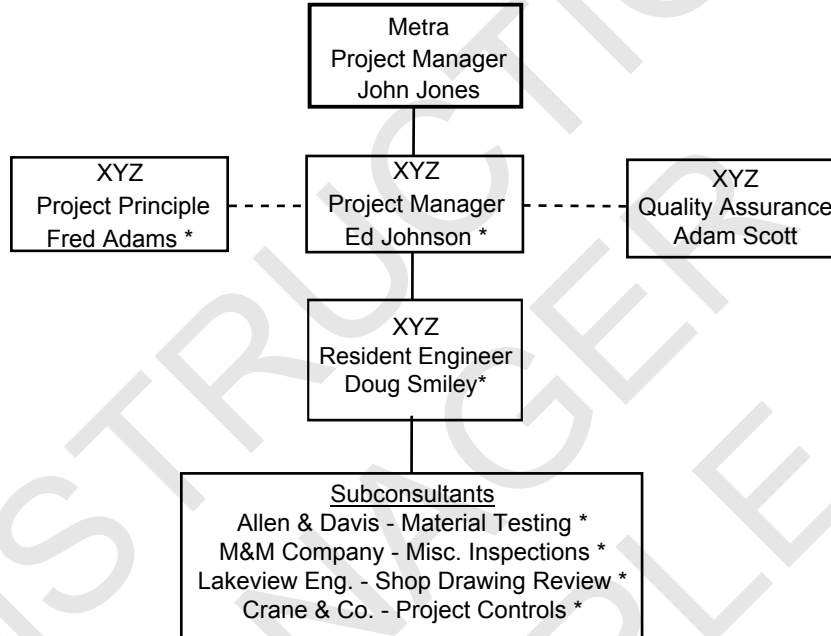 Metra
Project Manager
John Jones
XYZ
Project Principle
Fred Adams *
XYZ
Project Manager
Ed Johnson *
XYZ
Quality Assurance
Adam Scott
XYZ
Resident Engineer
Doug Smiley*
Subconsultants
Allen & Davis - Material Testing *
M&M Company - Misc. Inspections *
Lakeview Eng. - Shop Drawing Review *
Crane & Co. - Project Controls *